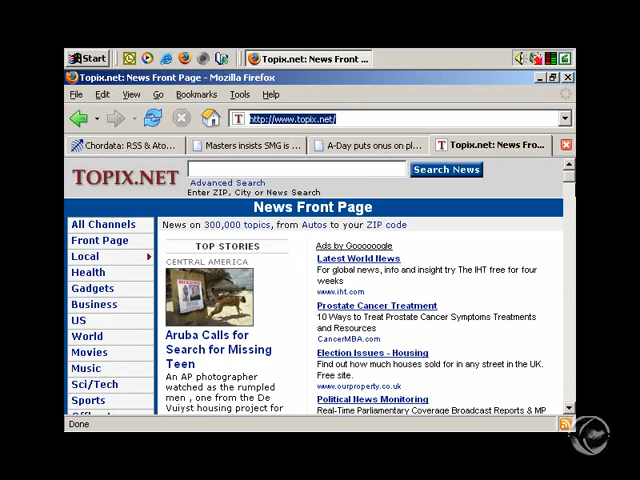 Start
Topix.net: News Front ...
Topix.net: News Front Page - Mozilla Firefox
File Edit View Go Bookmarks Tools Help
http://www.topix.net/
Chordata: RSS & Ato...
Masters insists SMG is ...
A-Day puts onus on pl...
Topix.net: News Fro...
TOPIX.NET
Search News
Advanced Search
Enter ZIP, City or News Search
News Front Page
All Channels
Front Page
Local
Health
Gadgets
Business
US
World
Movies
Music
Sci/Tech
Sports
News on 300,000 topics, from Autos to your ZIP code
TOP STORIES
CENTRAL AMERICA
Aruba Calls for
Search for Missing
Teen
An AP photographer
watched as the rumpled
men , one from the De
Vuiyst housing project for
Ads by Goooooogle
Latest World News
For global news, info and insight try The IHT free for four
weeks
www.iht.com
Prostate Cancer Treatment
10 Ways to Treat Prostate Cancer Symptoms Treatments
and Resources
CancerMBA.com
Election Issues - Housing
Find out how much houses sold for in any street in the UK.
Free site.
www.ourproperty.co.uk
Political News Monitoring
Real-Time Parliamentary Coverage Broadcast Reports & MP
Done